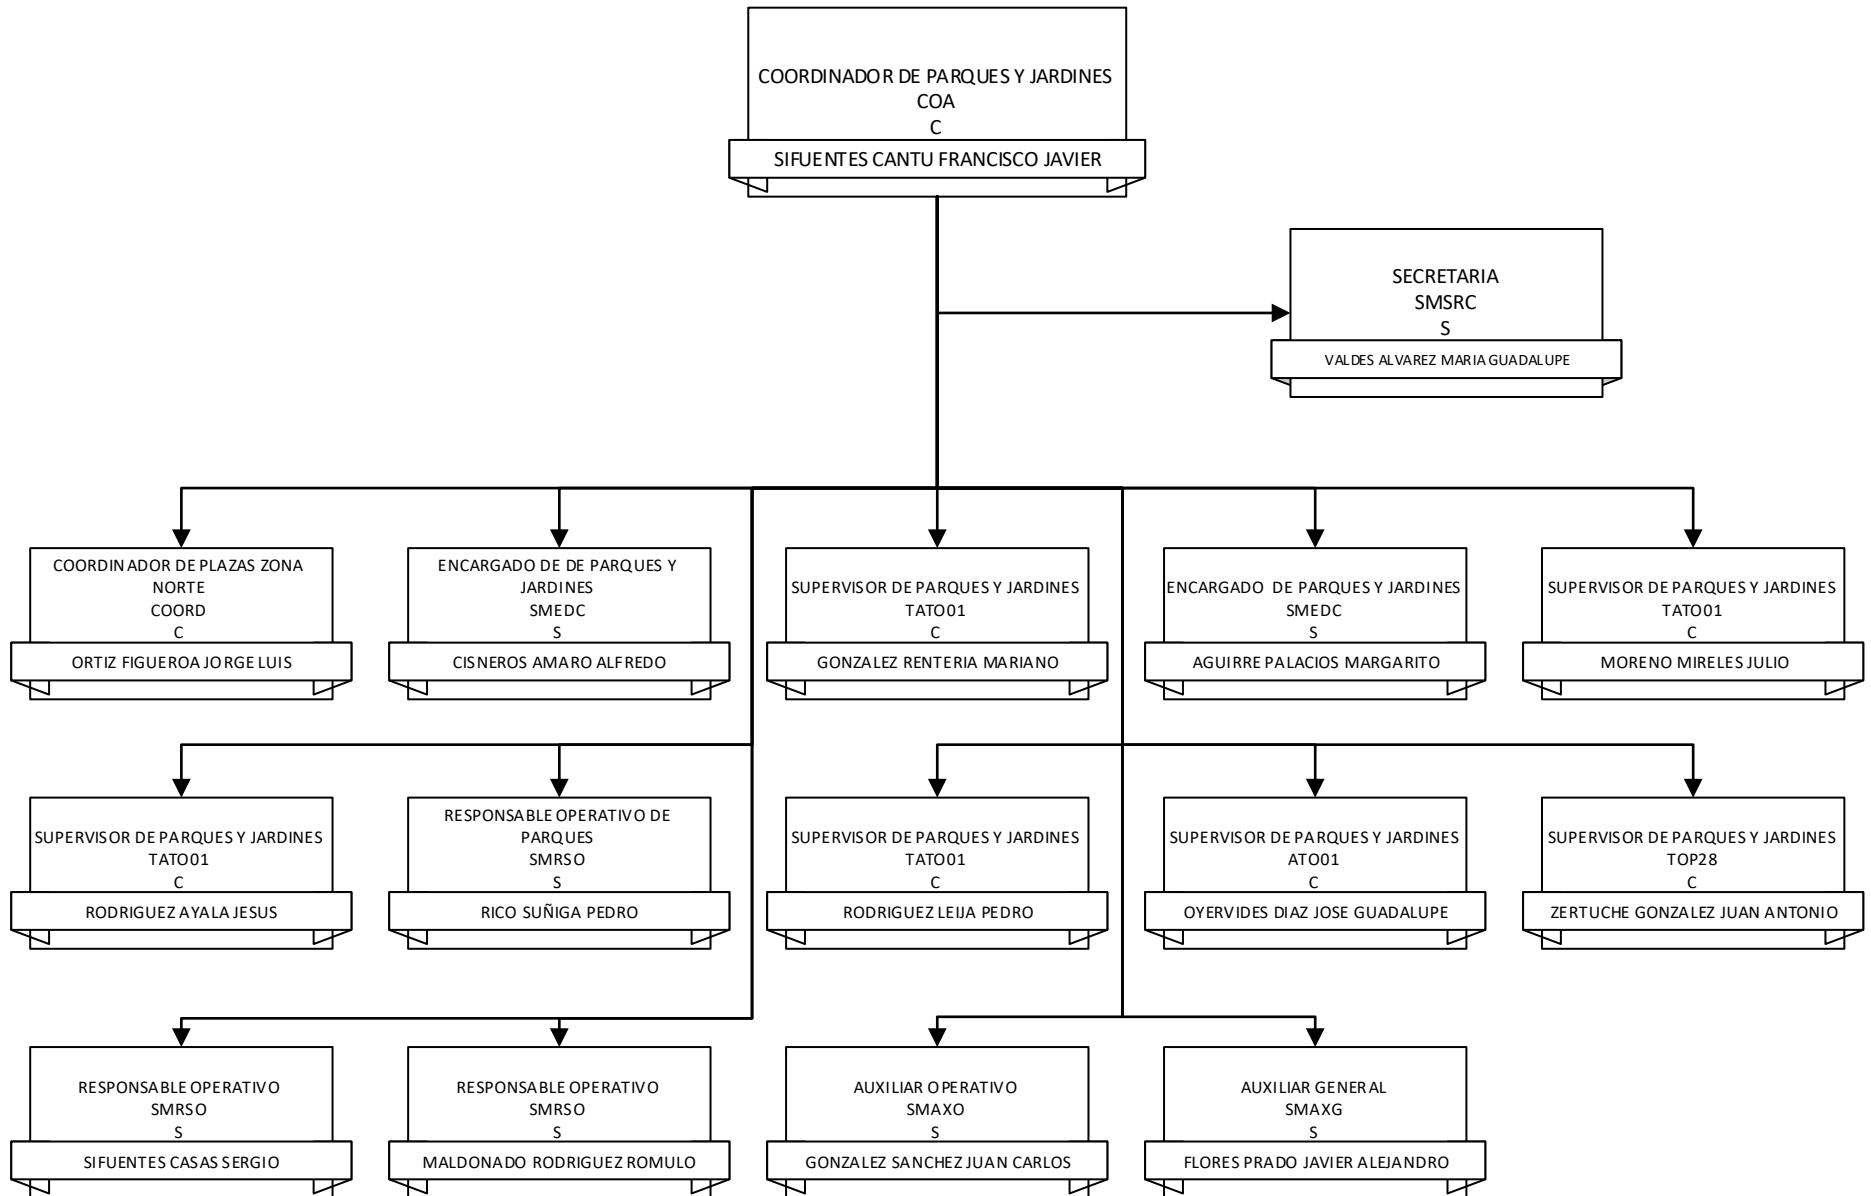 COORDINADOR DE PARQUES Y JARDINES
COA
C
SIFUENTES CANTU FRANCISCO JAVIER
SECRETARIA
SMSRC
S
VALDES ALVAREZ MARIA GUADALUPE
COORDINADOR DE PLAZAS ZONA
NORTE
COORD
C
ORTIZ FIGUEROA JORGE LUIS
ENCARGADO DE DE PARQUES Y
JARDINES
SMEDC
S
CISNEROS AMARO ALFREDO
SUPERVISOR DE PARQUES Y JARDINES
TATO01
C
GONZALEZ RENTERIA MARIANO
ENCARGADO DE PARQUES Y JARDINES
SMEDC
S
AGUIRRE PALACIOS MARGARITO
SUPERVISOR DE PARQUES Y JARDINES
TATO01
C
MORENO MIRELES JULIO
SUPERVISOR DE PARQUES Y JARDINES
TATO01
C
RODRIGUEZ AYALA JESUS
RESPONSABLE OPERATIVO DE
PARQUES
SMRSO
S
RICO SUÑIGA PEDRO
SUPERVISOR DE PARQUES Y JARDINES
TATO01
C
RODRIGUEZ LEIJA PEDRO
SUPERVISOR DE PARQUES Y JARDINES
ATO01
C
OYERVIDES DIAZ JOSE GUADALUPE
SUPERVISOR DE PARQUES Y JARDINES
TOP28
C
ZERTUCHE GONZALEZ JUAN ANTONIO
RESPONSABLE OPERATIVO
SMRSO
S
SIFUENTES CASAS SERGIO
RESPONSABLE OPERATIVO
SMRSO
S
MALDONADO RODRIGUEZ ROMULO
AUXILIAR OPERATIVO
SMAXO
S
GONZALEZ SANCHEZ JUAN CARLOS
AUXILIAR GENERAL
SMAXG
S
FLORES PRADO JAVIER ALEJANDRO